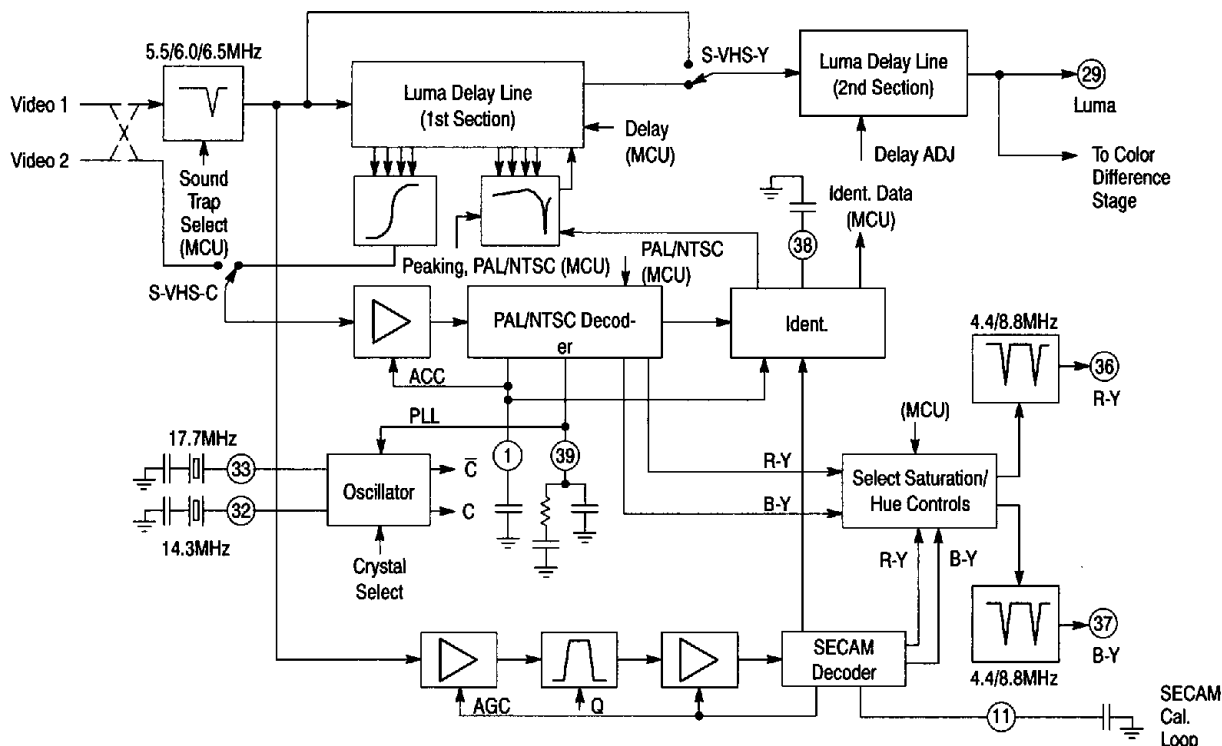 5.5/6.0/6.5MHz
Video 1
Video 2
Sound
Trap
Select
(MCU)
Luma Delay Line
(1st Section)
S-VHS-Y
Luma Delay Line
(2nd Section)
29
Luma
Delay
(MCU)
Delay ADJ
To Color
Difference
Stage
Ident. Data
(MCU)
38
Peaking, PAL/NTSC (MCU)
PAL/NTSC
(MCU)
S-VHS-C
PAL/NTSC Decod-
er
Ident.
ACC
PLL
4.4/8.8MHz
36
R-Y
(MCU)
17.7MHz
33
32
14.3MHz
Oscillator
C̅
C
Crystal
Select
1
39
R-Y
B-Y
Select Saturation/
Hue Controls
R-Y
B-Y
37
B-Y
4.4/8.8MHz
SECAM
Decoder
AGC
Q
11
SECAM
Cal.
Loop